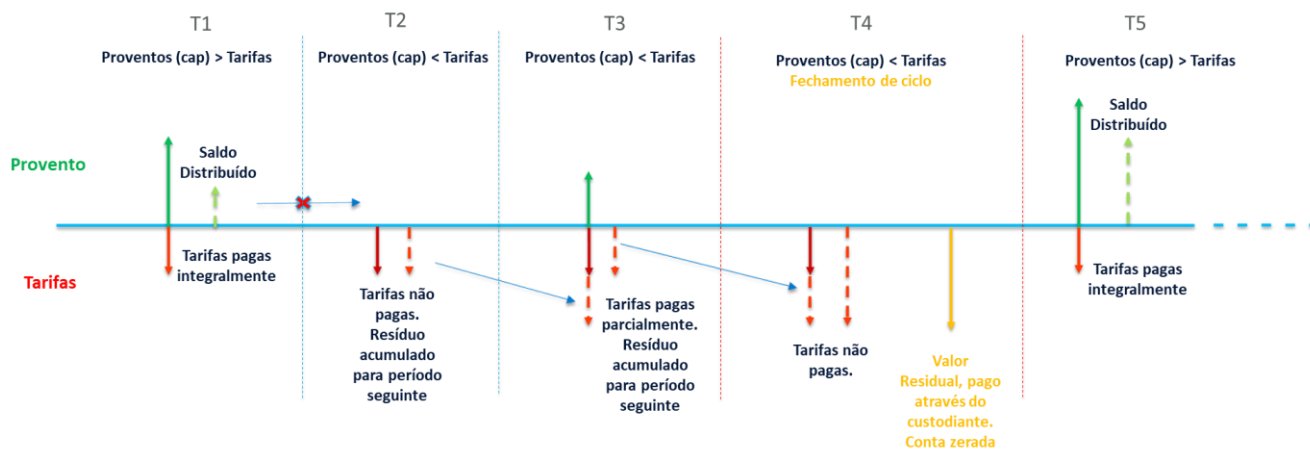 T1
T2
T3
T4
T5
Proventos (cap) > Tarifas
Proventos (cap) < Tarifas
Proventos (cap) < Tarifas
Proventos (cap) < Tarifas
Fechamento de ciclo
Proventos (cap) > Tarifas
Provento
Saldo
Distribuído
Saldo
Distribuído
Tarifas
Tarifas pagas
integralmente
Tarifas não
pagas.
Resíduo
acumulado
para período
seguinte
Tarifas pagas
parcialmente.
Resíduo
acumulado
para período
seguinte
Tarifas não
pagas.
Valor
Residual, pago
através do
custodiante.
Conta zerada
Tarifas pagas
integralmente